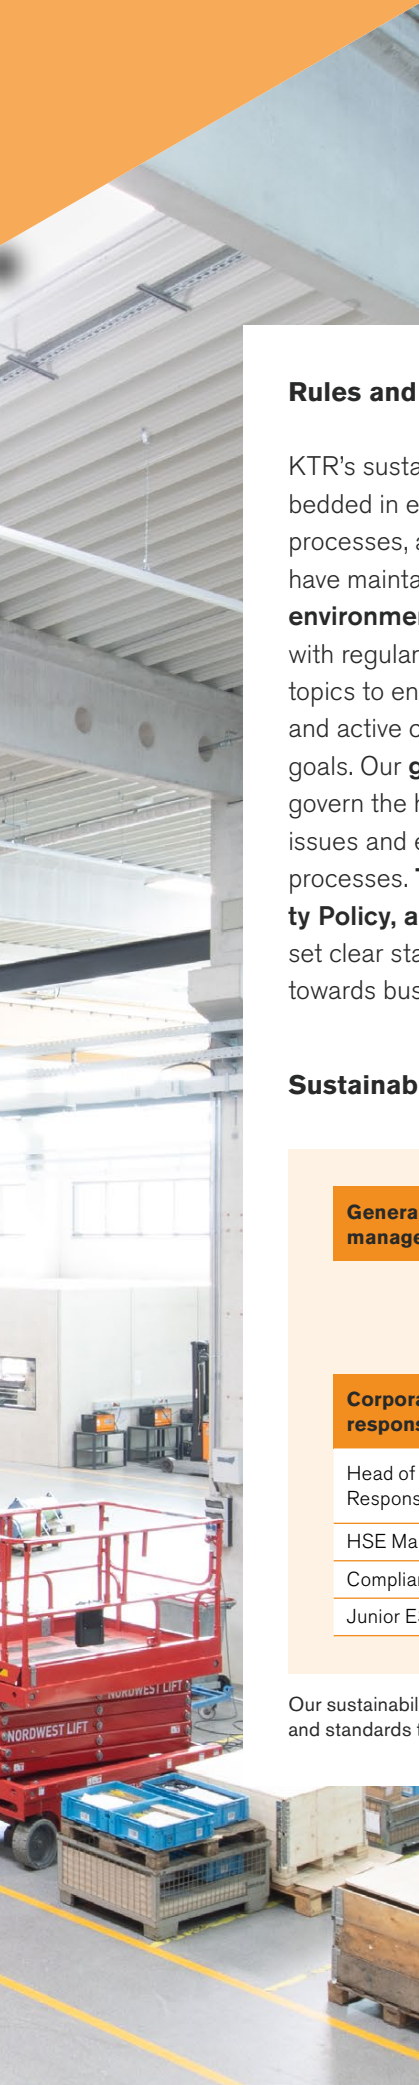 Rules and
KTR's susta
bedded in e
processes, a
have mainta
environmen
with regular
topics to en
and active c
goals. Our g
govern the h
issues and e
processes. T
ty Policy, a
set clear sta
towards bus
Sustainab
Genera
manage
Corpora
respons
Head of
Respons
HSE Ma
Complian
Junior E
Our sustainabil
and standards f
NORDWEST LIFT
NORDWEST LIFT